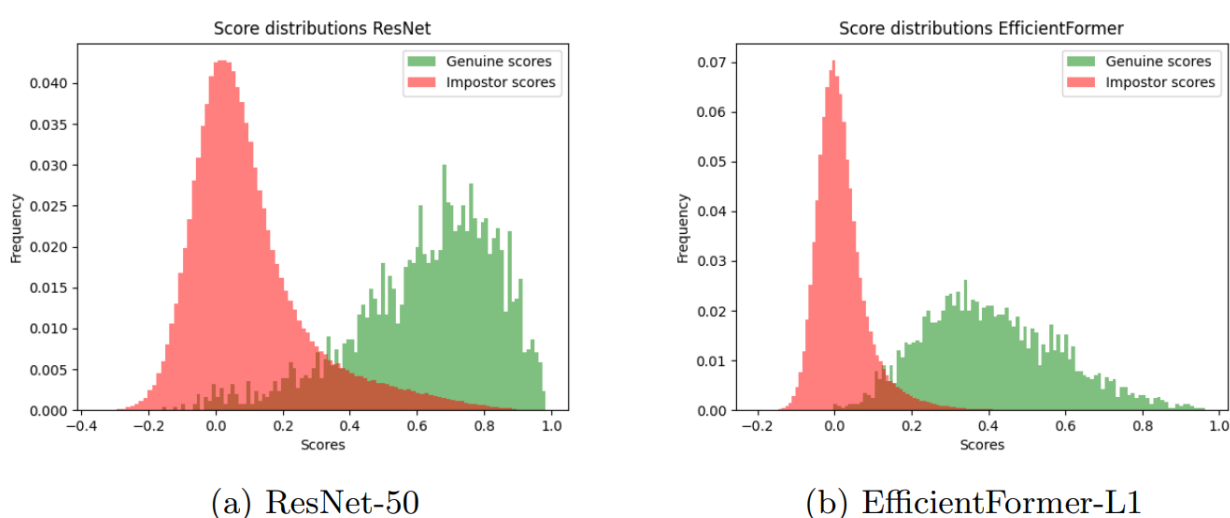 Score distributions ResNet
Genuine scores
Impostor scores
0.040
0.035
0.030
0.025
0.020
0.015
0.010
0.005
0.000
Frequency
−0.4 −0.2 0.0 0.2 0.4 0.6 0.8 1.0
Scores
(a) ResNet-50
Score distributions EfficientFormer
Genuine scores
Impostor scores
0.07
0.06
0.05
0.04
0.03
0.02
0.01
0.00
Frequency
−0.2 0.0 0.2 0.4 0.6 0.8 1.0
Scores
(b) EfficientFormer-L1